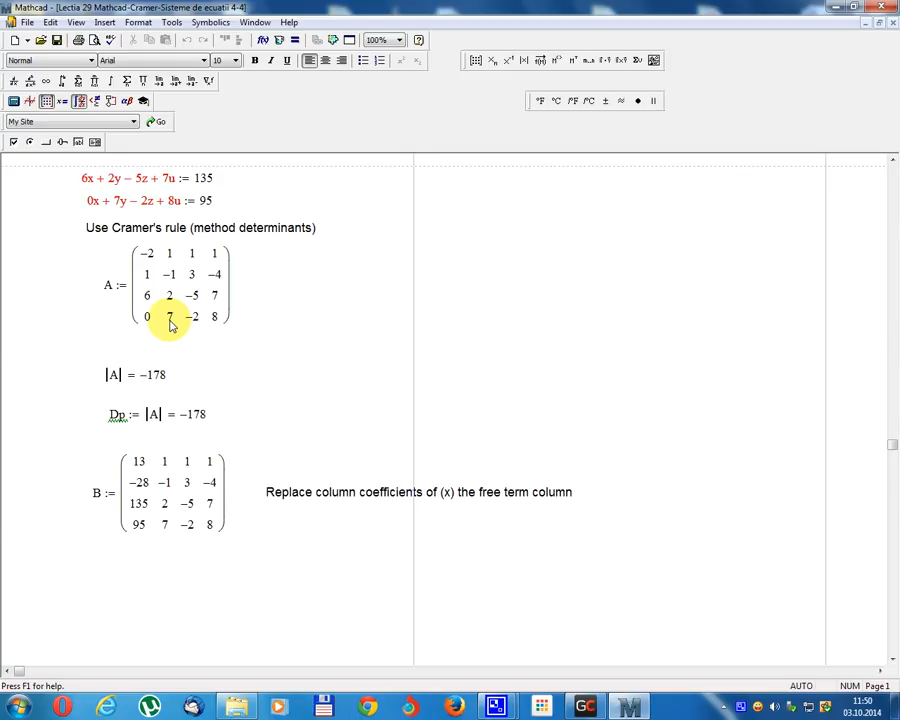 Mathcad - [Lectia 29 Mathcad-Cramer-Sisteme de ecuatii 4-4]
File Edit View Insert Format Tools Symbolics Window Help
100%
Normal Arial 10 B I U
My Site Go
6x + 2y − 5z + 7u := 135
0x + 7y − 2z + 8u := 95
Use Cramer's rule (method determinants)
−2 1 1 1
1 −1 3 −4
A :=
6 2 −5 7
0 7 −2 8
|A| = −178
Dp := |A| = −178
13 1 1 1
−28 −1 3 −4
B := Replace column coefficients of (x) the free term column
135 2 −5 7
95 7 −2 8
Press F1 for help. AUTO NUM Page 1
11:50
03.10.2014